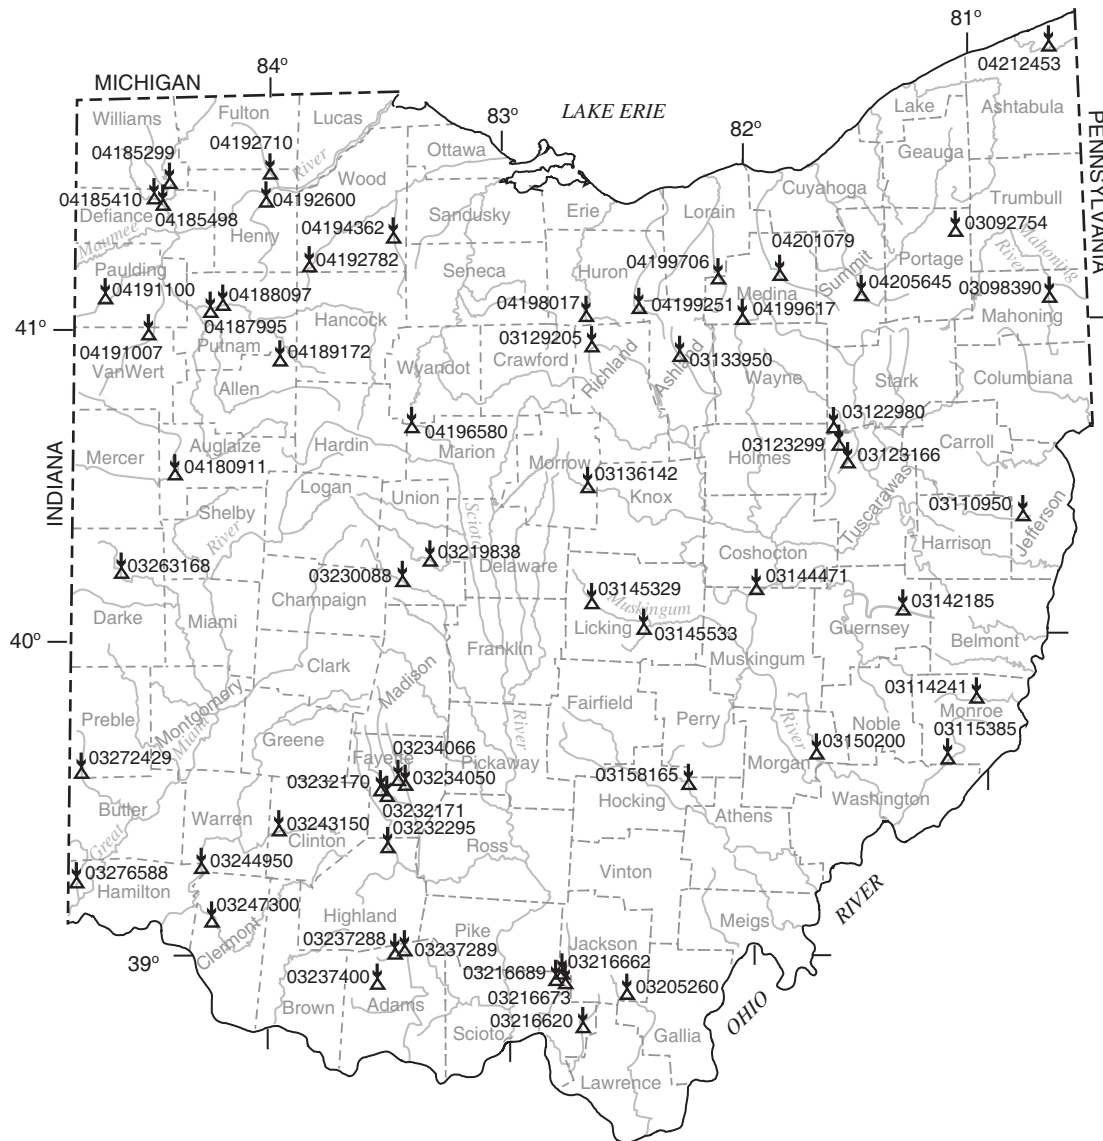 81°
04212453
84°
MICHIGAN
Fulton
Lucas
LAKE ERIE
Lake
Ashtabula
Williams
83°
PENNSYLVANIA
82°
04192710
River
Ottawa
Geauga
04185299
Wood
Cuyahoga
04185410
04192600
Trumbull
Defiance
04185498
Sandusky
Erie
Lorain
03092754
04194362
Henry
04201079
Maumee
Mahoning
River
04192782
Summit
Portage
Paulding
Seneca
Huron
04199706
04191100
04188097
04198017
04199251
Medina
04205645
03098390
04199617
Mahoning
41°
04187995
Hancock
03129205
Putnam
04189172
Crawford
03133950
04191007
VanWert
Wyandot
Richland
Ashland
Wayne
Stark
Columbiana
Allen
03122980
04196580
Auglaize
Hardin
Marion
03123299
Carroll
Mercer
04180911
Morrow
Holmes
03123166
INDIANA
Logan
03136142
Union
Knox
Tuscarawas
03110950
Jefferson
Shelby
River
Scioto
Harrison
03219838
Coshocton
03263168
03230088
Delaware
03145329
03144471
Champaign
Muskingum
03142185
Darke
Miami
Licking
03145533
Guernsey
40°
Franklin
Belmont
Clark
Muskingum
Madison
03114241
Montgomery
Fairfield
Monroe
Preble
Miami
Greene
River
Perry
River
Noble
03115385
03234066
03150200
03272429
Fayette
Pickaway
Morgan
03232170
03234050
03158165
Hocking
Washington
Butler
Warren
03232171
Athens
03243150
03232295
Great
Clinton
Ross
03244950
Vinton
03276588
Hamilton
RIVER
03247300
Highland
Meigs
Clermont
Pike
Jackson
03237288
03237289
39°
03216662
03237400
03216689
03205260
03216673
Brown
Adams
OHIO
03216620
Scioto
Gallia
Lawrence